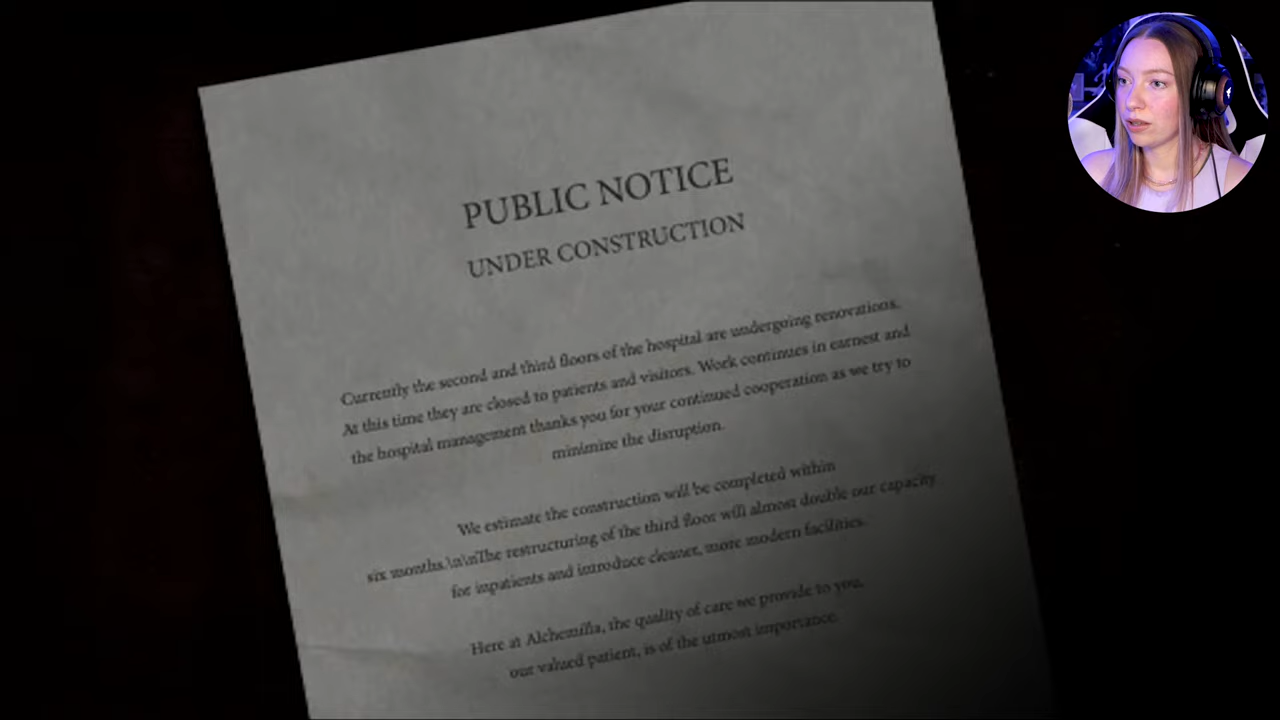 PUBLIC NOTICE
UNDER CONSTRUCTION
Currently the second and third floors of the hospital are undergoing renovations.
At this time they are closed to patients and visitors. Work continues in earnest and
the hospital management thanks you for your continued cooperation as we try to
minimize the disruption.
We estimate the construction will be completed within
six months.\n\nThe restructuring of the third floor will almost double our capacity
for inpatients and introduce cleaner, more modern facilities.
Here at Alchemilla, the quality of care we provide to you,
our valued patient, is of the utmost importance.